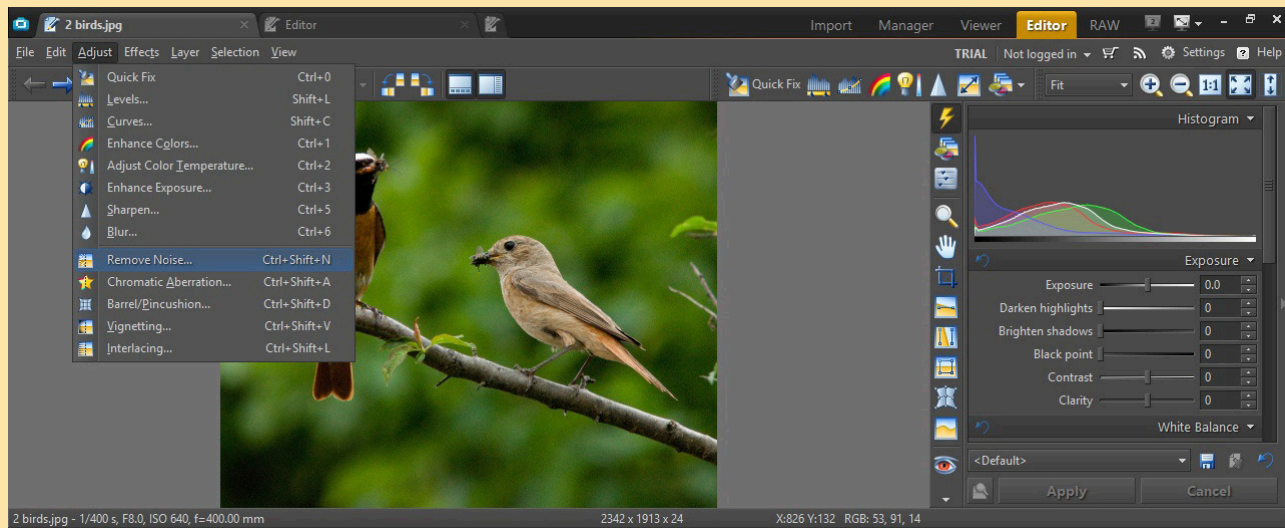 2 birds.jpg
Editor
Import Manager Viewer Editor RAW 2
File Edit Adjust Effects Layer Selection View
TRIAL Not logged in Settings Help
Quick Fix Ctrl+0
Levels... Shift+L
Curves... Shift+C
Enhance Colors... Ctrl+1
Adjust Color Temperature... Ctrl+2
Enhance Exposure... Ctrl+3
Sharpen... Ctrl+5
Blur... Ctrl+6
Remove Noise... Ctrl+Shift+N
Chromatic Aberration... Ctrl+Shift+A
Barrel/Pincushion... Ctrl+Shift+D
Vignetting... Ctrl+Shift+V
Interlacing... Ctrl+Shift+L
Quick Fix Fit 1:1
Histogram
Exposure
Exposure 0.0
Darken highlights 0
Brighten shadows 0
Black point 0
Contrast 0
Clarity 0
White Balance
<Default>
Apply Cancel
2 birds.jpg - 1/400 s, F8.0, ISO 640, f=400.00 mm 2342 x 1913 x 24 X:826 Y:132 RGB: 53, 91, 14